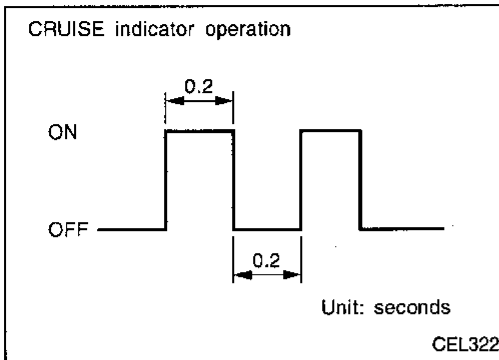 CRUISE indicator operation
0.2
ON
OFF
0.2
Unit: seconds
CEL322